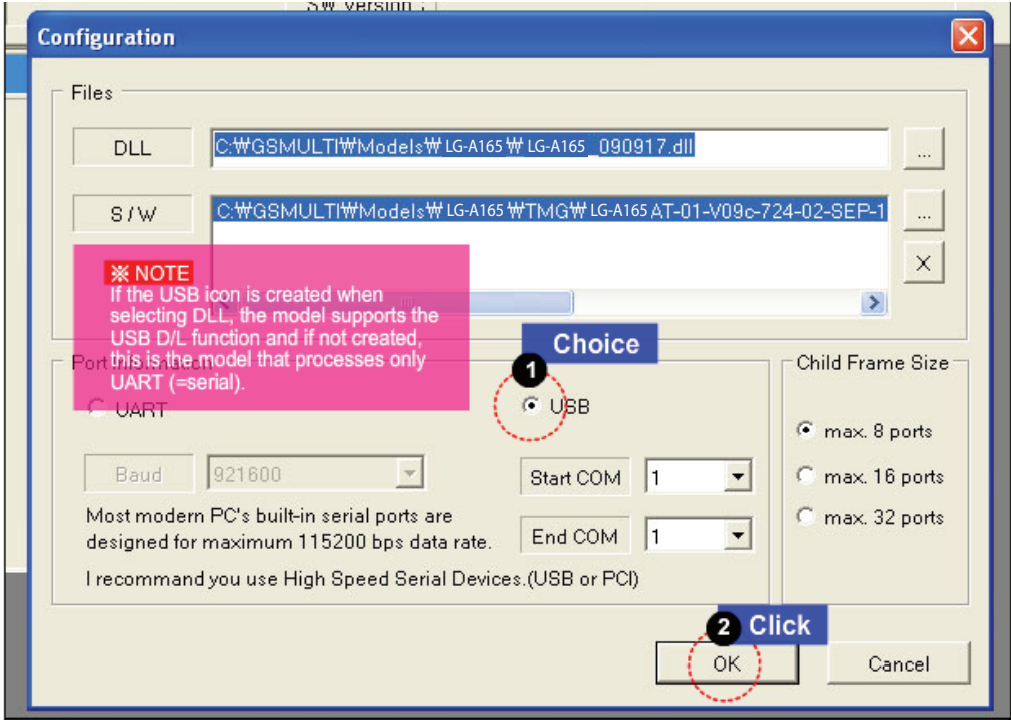 SW Version :
Configuration
Files
DLL
C:₩GSMULTI₩Models₩ LG-A165 ₩ LG-A165 _090917.dll
...
S / W
C:₩GSMULTI₩Models₩ LG-A165 ₩TMG₩ LG-A165 AT-01-V09c-724-02-SEP-1
...
X
※ NOTE
If the USB icon is created when
selecting DLL, the model supports the
USB D/L function and if not created,
this is the model that processes only
UART (=serial).
Port Information
1 Choice
UART
USB
Baud
921600
Start COM
1
End COM
1
Most modern PC's built-in serial ports are
designed for maximum 115200 bps data rate.
I recommand you use High Speed Serial Devices.(USB or PCI)
Child Frame Size
max. 8 ports
max. 16 ports
max. 32 ports
2 Click
OK
Cancel